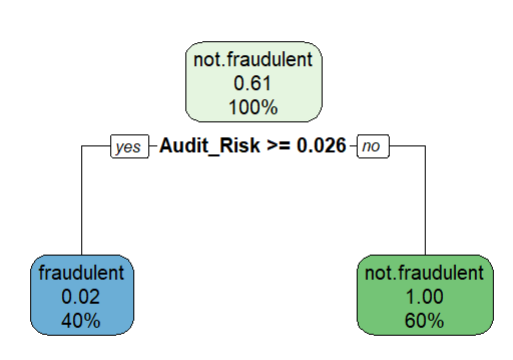 not.fraudulent
0.61
100%
yes Audit_Risk >= 0.026 no
fraudulent
0.02
40%
not.fraudulent
1.00
60%